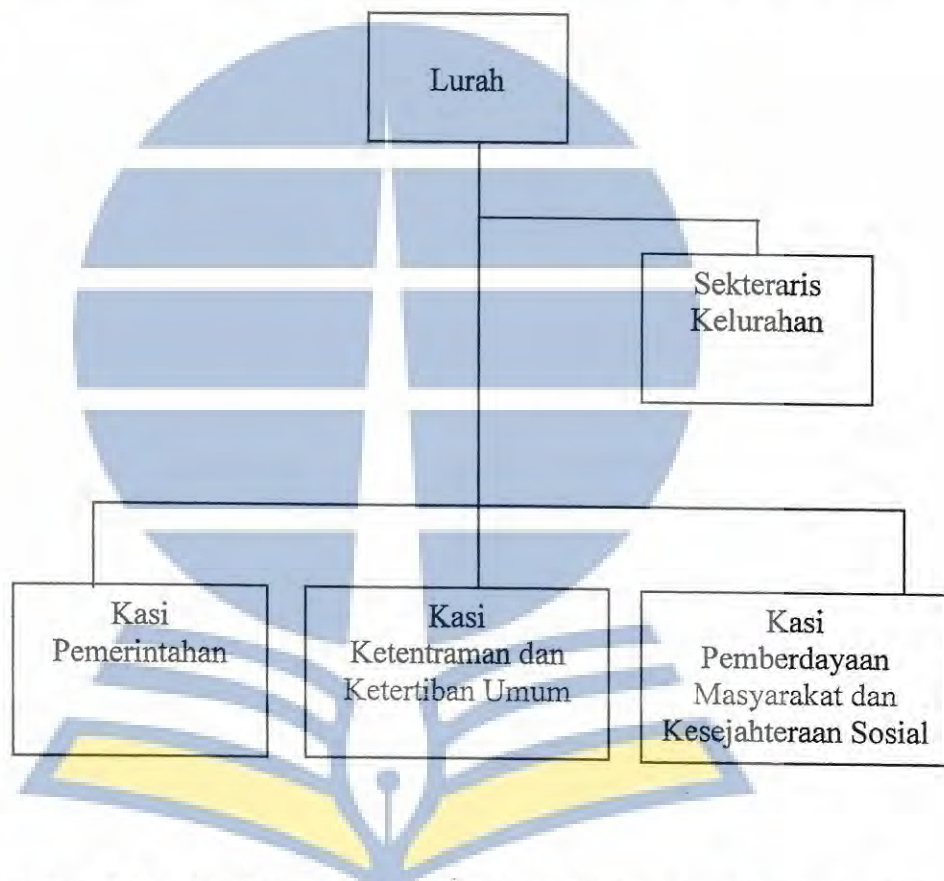 Lurah
Sekteraris
Kelurahan
Kasi
Pemerintahan
Kasi
Ketentraman dan
Ketertiban Umum
Kasi
Pemberdayaan
Masyarakat dan
Kesejahteraan Sosial